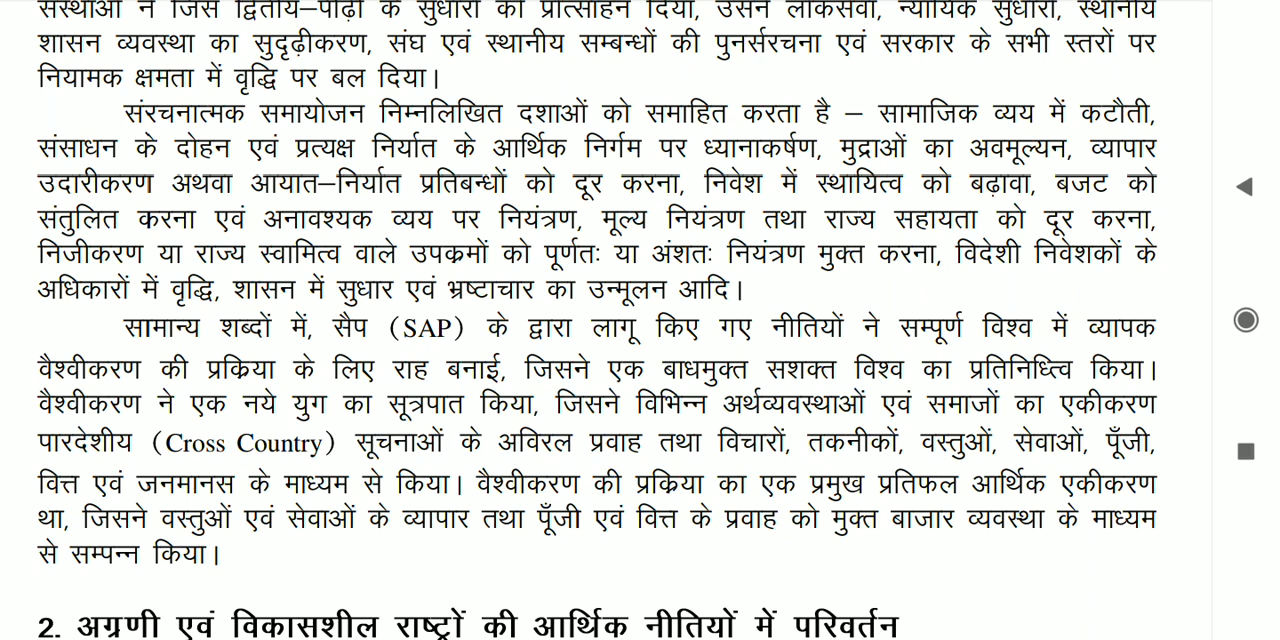 संस्थाओं ने जिस द्वितीय–पीढ़ी के सुधारों को प्रोत्साहन दिया, उसने लोकसेवा, न्यायिक सुधारों, स्थानीय
शासन व्यवस्था का सुदृढ़ीकरण, संघ एवं स्थानीय सम्बन्धों की पुनर्सरचना एवं सरकार के सभी स्तरों पर
नियामक क्षमता में वृद्धि पर बल दिया।
संरचनात्मक समायोजन निम्नलिखित दशाओं को समाहित करता है – सामाजिक व्यय में कटौती,
संसाधन के दोहन एवं प्रत्यक्ष निर्यात के आर्थिक निर्गम पर ध्यानाकर्षण, मुद्राओं का अवमूल्यन, व्यापार
उदारीकरण अथवा आयात–निर्यात प्रतिबन्धों को दूर करना, निवेश में स्थायित्व को बढ़ावा, बजट को
संतुलित करना एवं अनावश्यक व्यय पर नियंत्रण, मूल्य नियंत्रण तथा राज्य सहायता को दूर करना,
निजीकरण या राज्य स्वामित्व वाले उपक्रमों को पूर्णतः या अंशतः नियंत्रण मुक्त करना, विदेशी निवेशकों के
अधिकारों में वृद्धि, शासन में सुधार एवं भ्रष्टाचार का उन्मूलन आदि।
सामान्य शब्दों में, सैप (SAP) के द्वारा लागू किए गए नीतियों ने सम्पूर्ण विश्व में व्यापक
वैश्वीकरण की प्रक्रिया के लिए राह बनाई, जिसने एक बाधमुक्त सशक्त विश्व का प्रतिनिध्त्वि किया।
वैश्वीकरण ने एक नये युग का सूत्रपात किया, जिसने विभिन्न अर्थव्यवस्थाओं एवं समाजों का एकीकरण
पारदेशीय (Cross Country) सूचनाओं के अविरल प्रवाह तथा विचारों, तकनीकों, वस्तुओं, सेवाओं, पूँजी,
वित्त एवं जनमानस के माध्यम से किया। वैश्वीकरण की प्रक्रिया का एक प्रमुख प्रतिफल आर्थिक एकीकरण
था, जिसने वस्तुओं एवं सेवाओं के व्यापार तथा पूँजी एवं वित्त के प्रवाह को मुक्त बाजार व्यवस्था के माध्यम
से सम्पन्न किया।
2. अग्रणी एवं विकासशील राष्ट्रों की आर्थिक नीतियों में परिवर्तन